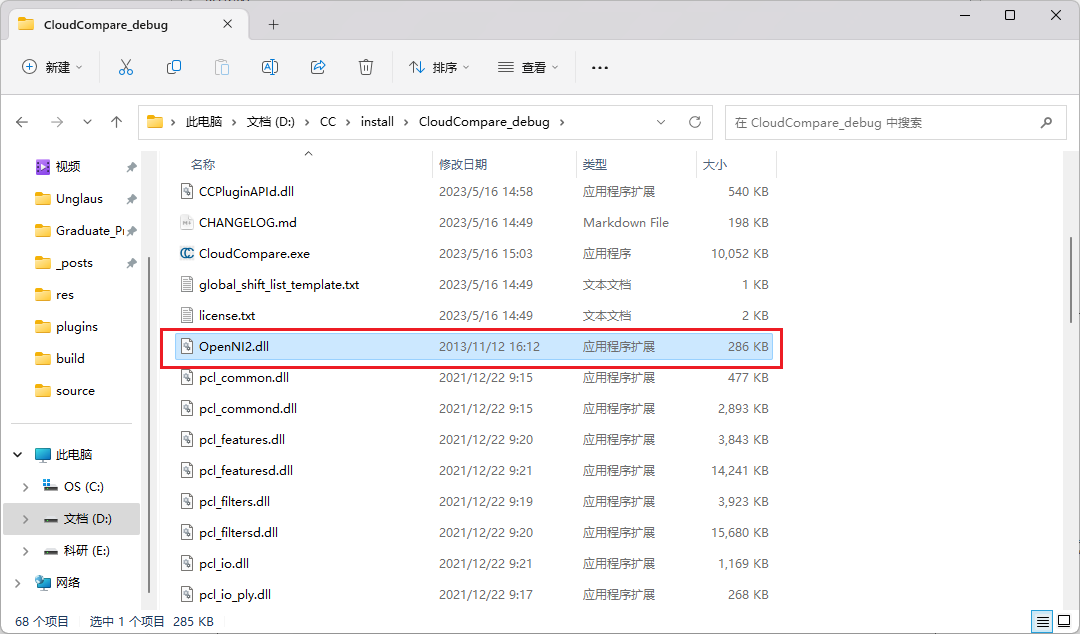 CloudCompare_debug
新建
排序
查看
此电脑 文档 (D:) CC install CloudCompare_debug
在 CloudCompare_debug 中搜索
视频
Unglaus
Graduate_Pr
_posts
res
plugins
build
source
此电脑
OS (C:)
文档 (D:)
科研 (E:)
网络
名称 修改日期 类型 大小
CCPluginAPId.dll 2023/5/16 14:58 应用程序扩展 540 KB
CHANGELOG.md 2023/5/16 14:49 Markdown File 198 KB
CloudCompare.exe 2023/5/16 15:03 应用程序 10,052 KB
global_shift_list_template.txt 2023/5/16 14:49 文本文档 1 KB
license.txt 2023/5/16 14:49 文本文档 2 KB
OpenNI2.dll 2013/11/12 16:12 应用程序扩展 286 KB
pcl_common.dll 2021/12/22 9:15 应用程序扩展 477 KB
pcl_commond.dll 2021/12/22 9:15 应用程序扩展 2,893 KB
pcl_features.dll 2021/12/22 9:20 应用程序扩展 3,843 KB
pcl_featuresd.dll 2021/12/22 9:21 应用程序扩展 14,241 KB
pcl_filters.dll 2021/12/22 9:19 应用程序扩展 3,923 KB
pcl_filtersd.dll 2021/12/22 9:20 应用程序扩展 15,680 KB
pcl_io.dll 2021/12/22 9:21 应用程序扩展 1,169 KB
pcl_io_ply.dll 2021/12/22 9:17 应用程序扩展 268 KB
68 个项目 选中 1 个项目 285 KB